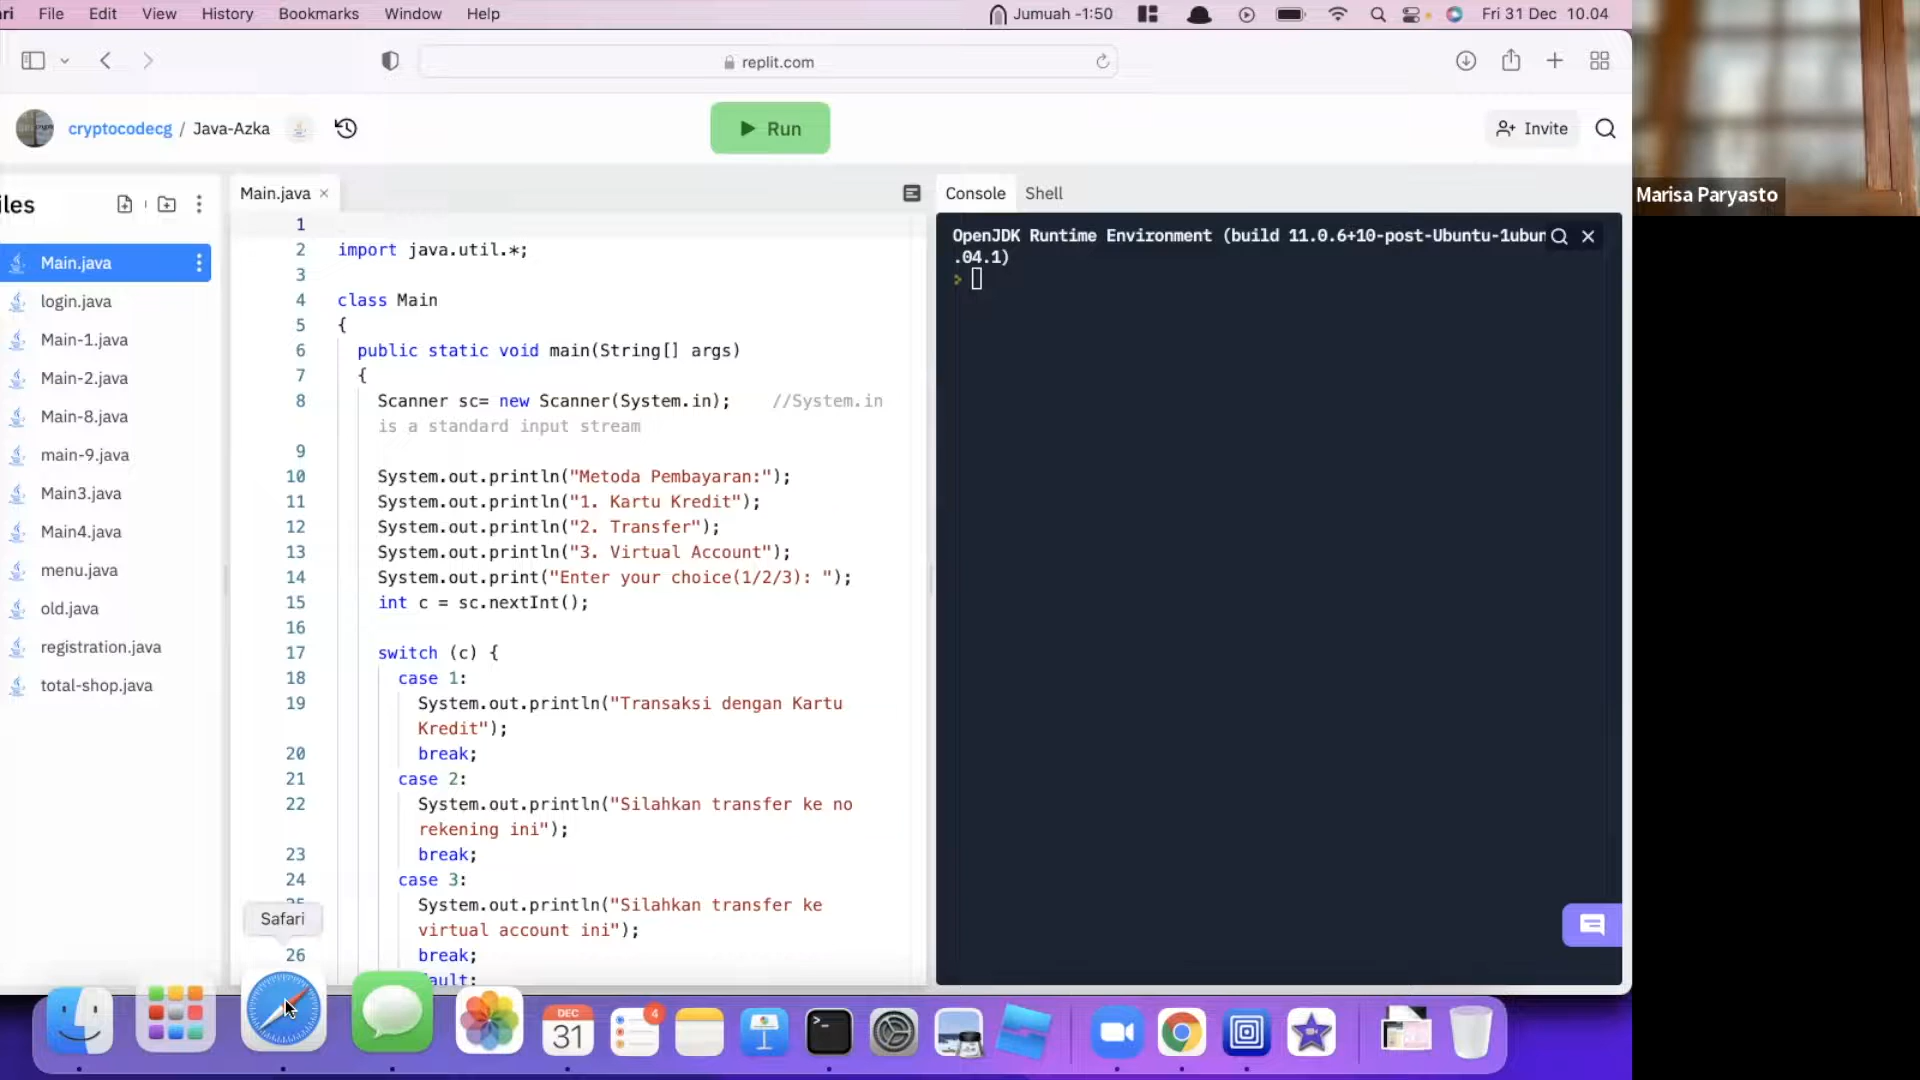 ri File Edit View History Bookmarks Window Help Jumuah -1:50 Fri 31 Dec 10.04
replit.com
cryptocodecg / Java-Azka Run Invite
iles
Main.java
login.java
Main-1.java
Main-2.java
Main-8.java
main-9.java
Main3.java
Main4.java
menu.java
old.java
registration.java
total-shop.java
Main.java
1
2 import java.util.*;
3
4 class Main
5 {
6 public static void main(String[] args)
7 {
8 Scanner sc= new Scanner(System.in); //System.in
is a standard input stream
9
10 System.out.println("Metoda Pembayaran:");
11 System.out.println("1. Kartu Kredit");
12 System.out.println("2. Transfer");
13 System.out.println("3. Virtual Account");
14 System.out.print("Enter your choice(1/2/3): ");
15 int c = sc.nextInt();
16
17 switch (c) {
18 case 1:
19 System.out.println("Transaksi dengan Kartu
Kredit");
20 break;
21 case 2:
22 System.out.println("Silahkan transfer ke no
rekening ini");
23 break;
24 case 3:
System.out.println("Silahkan transfer ke
virtual account ini");
26 break;
ault:
Console Shell
OpenJDK Runtime Environment (build 11.0.6+10-post-Ubuntu-1ubun
.04.1)
>
Marisa Paryasto
Safari
DEC
31
4